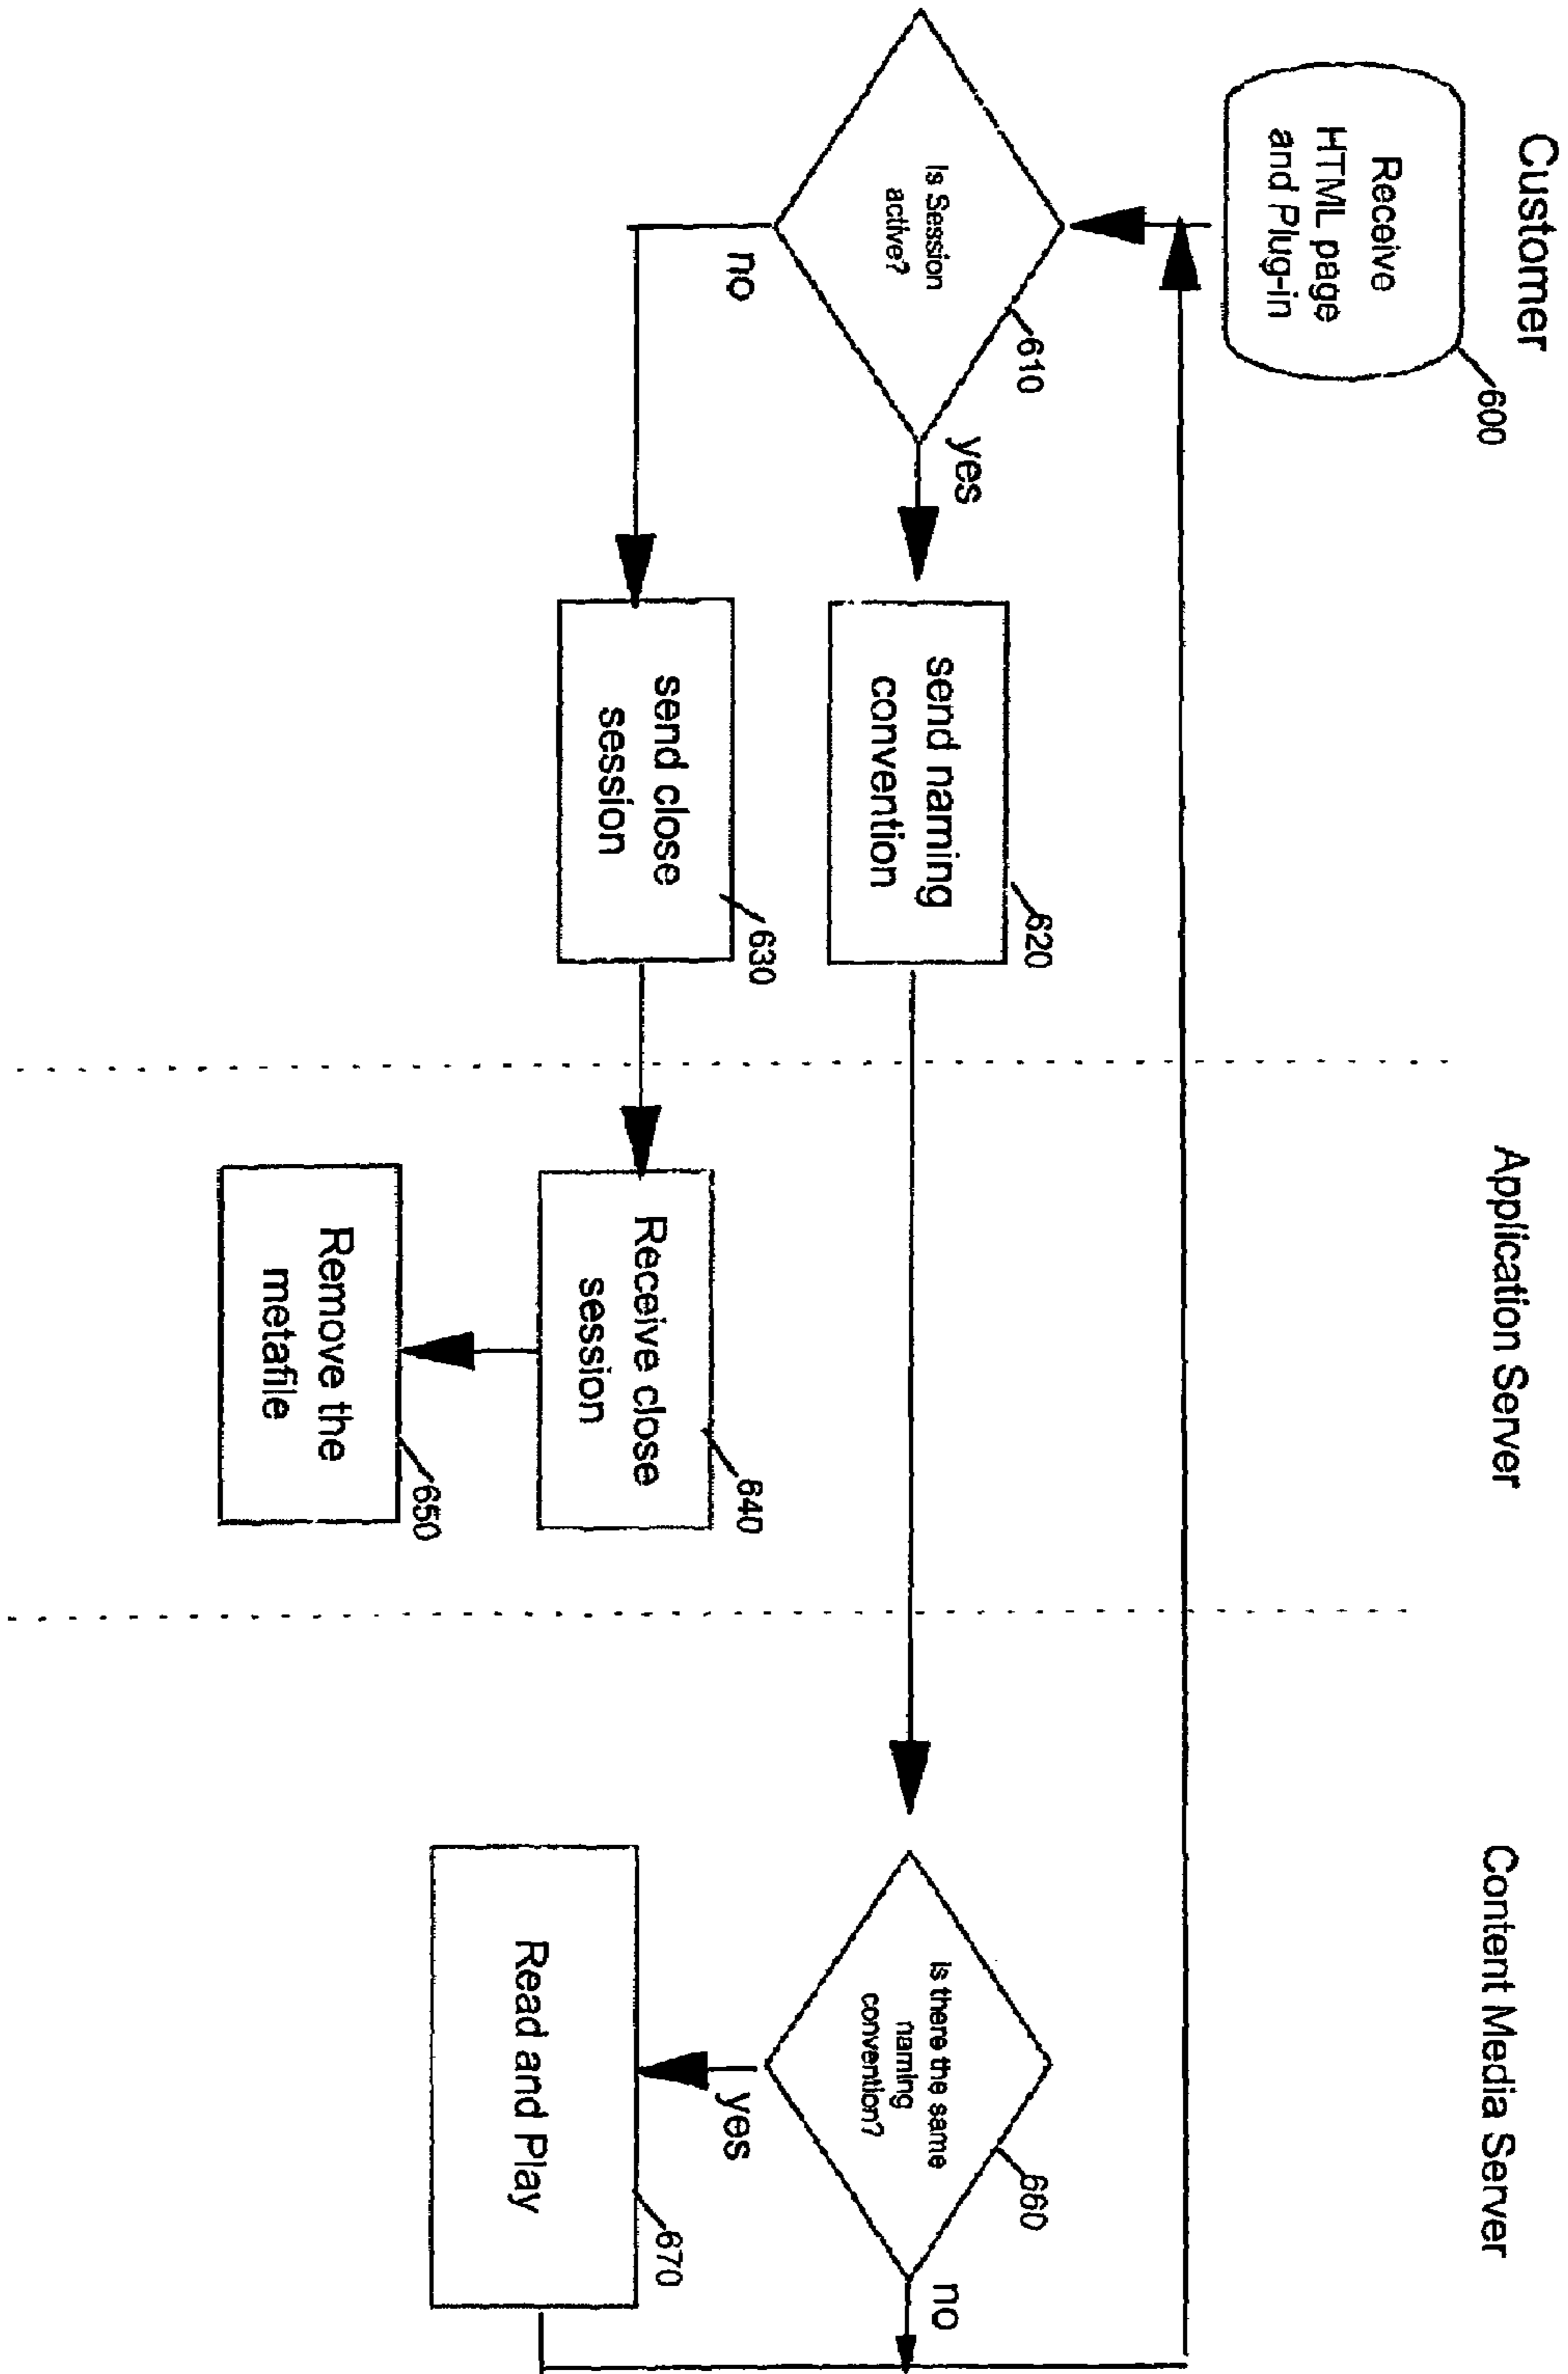 Customer
Application Server
Content Media Server
Receive
HTML page
and Plug-in
600
Is Session
active?
610
yes
no
send naming
convention
620
send close
session
630
Receive close
session
640
Remove the
metafile
650
Is there the same
naming
convention?
660
no
yes
Read and Play
670